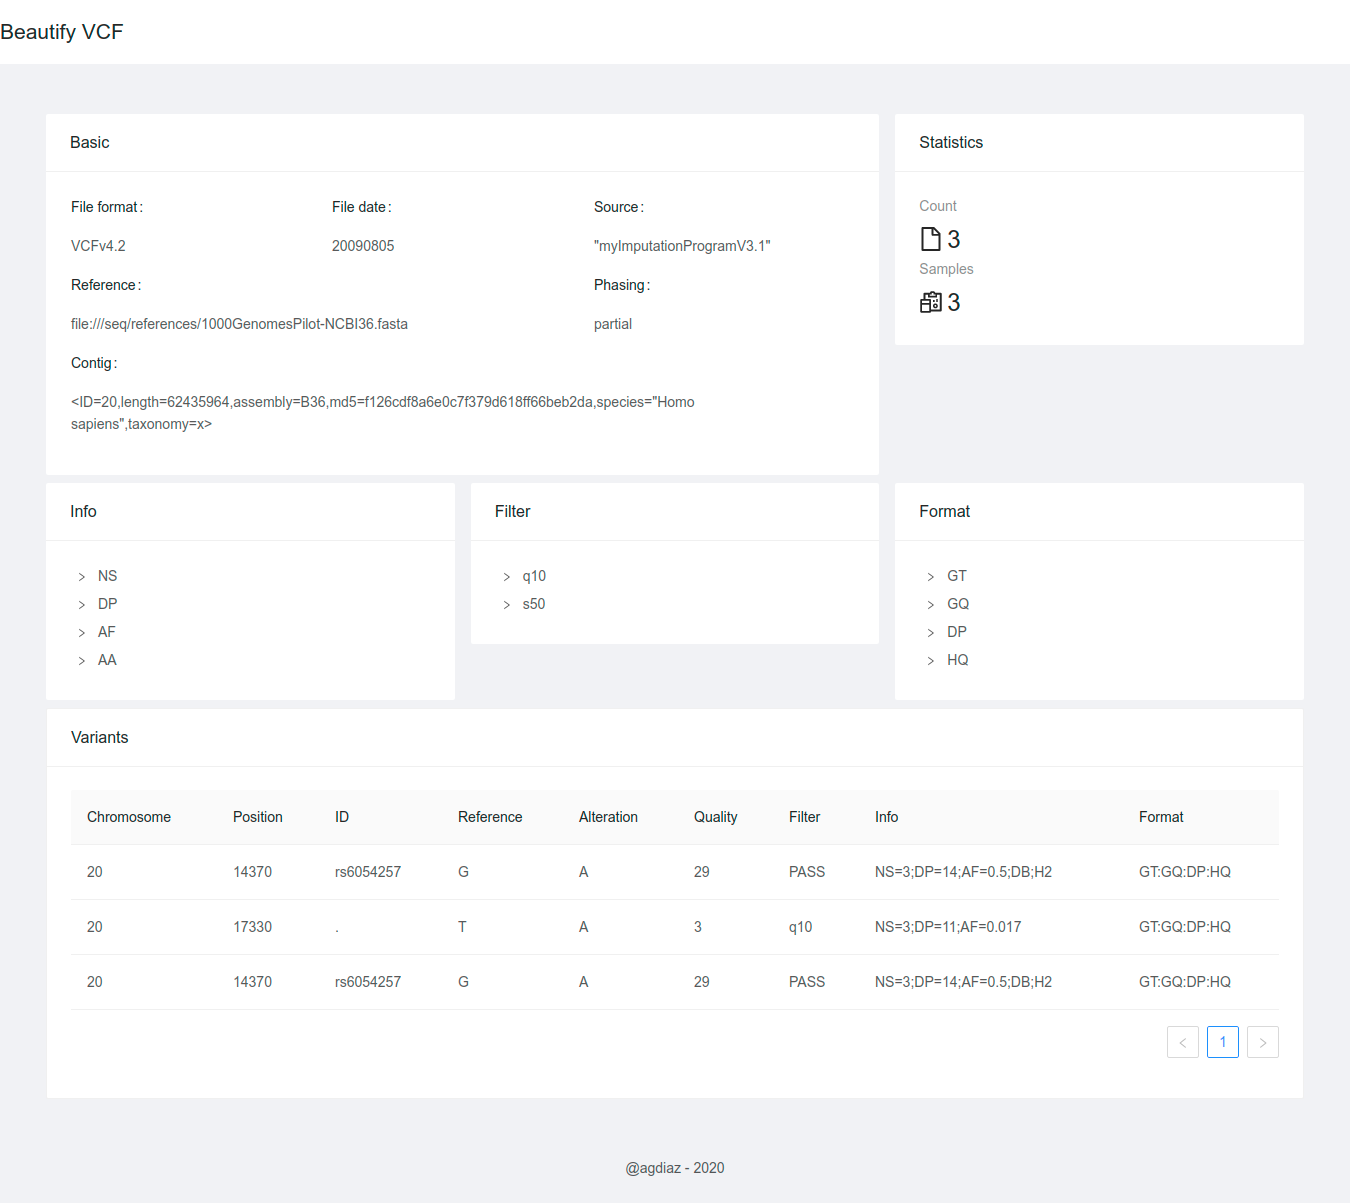 Beautify VCF
Basic
File format:
File date:
Source:
VCFv4.2
20090805
"myImputationProgramV3.1"
Reference:
Phasing:
file:///seq/references/1000GenomesPilot-NCBI36.fasta
partial
Contig:
<ID=20,length=62435964,assembly=B36,md5=f126cdf8a6e0c7f379d618ff66beb2da,species="Homo
sapiens",taxonomy=x>
Statistics
Count
3
Samples
3
Info
> NS
> DP
> AF
> AA
Filter
> q10
> s50
Format
> GT
> GQ
> DP
> HQ
Variants
Chromosome Position ID Reference Alteration Quality Filter Info Format
20 14370 rs6054257 G A 29 PASS NS=3;DP=14;AF=0.5;DB;H2 GT:GQ:DP:HQ
20 17330 . T A 3 q10 NS=3;DP=11;AF=0.017 GT:GQ:DP:HQ
20 14370 rs6054257 G A 29 PASS NS=3;DP=14;AF=0.5;DB;H2 GT:GQ:DP:HQ
< 1 >
@agdiaz - 2020